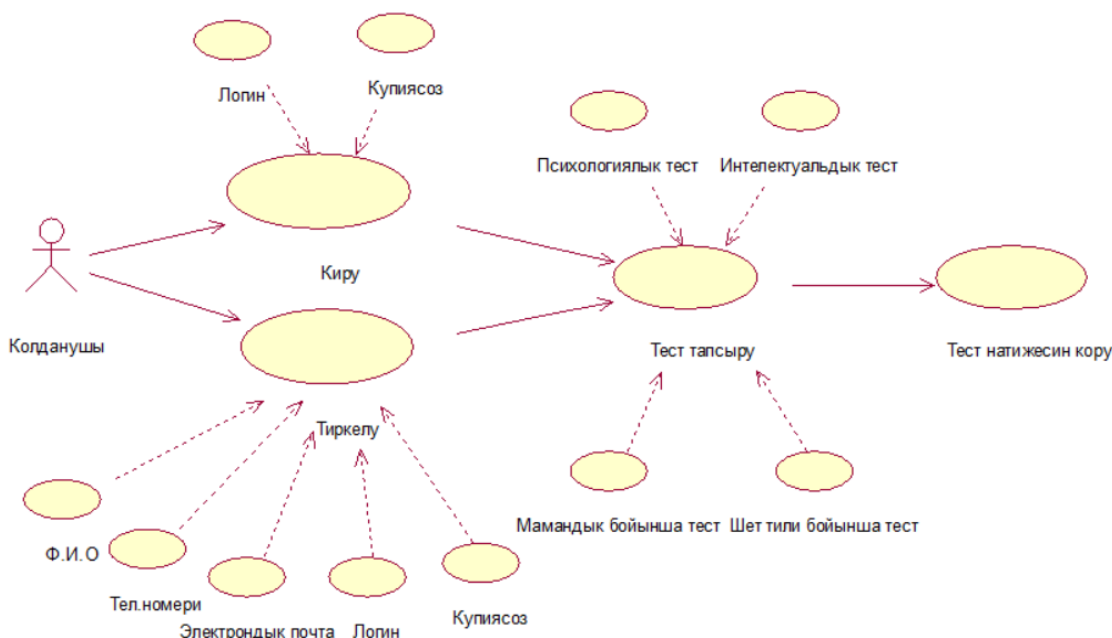 Логин
Купиясоз
Психологиялык тест
Интелектуальдык тест
Киру
Колданушы
Тест тапсыру
Тест натижесин кору
Тиркелу
Мамандык бойынша тест
Шет тили бойынша тест
Ф.И.О
Тел.номери
Электрондык почта
Логин
Купиясоз